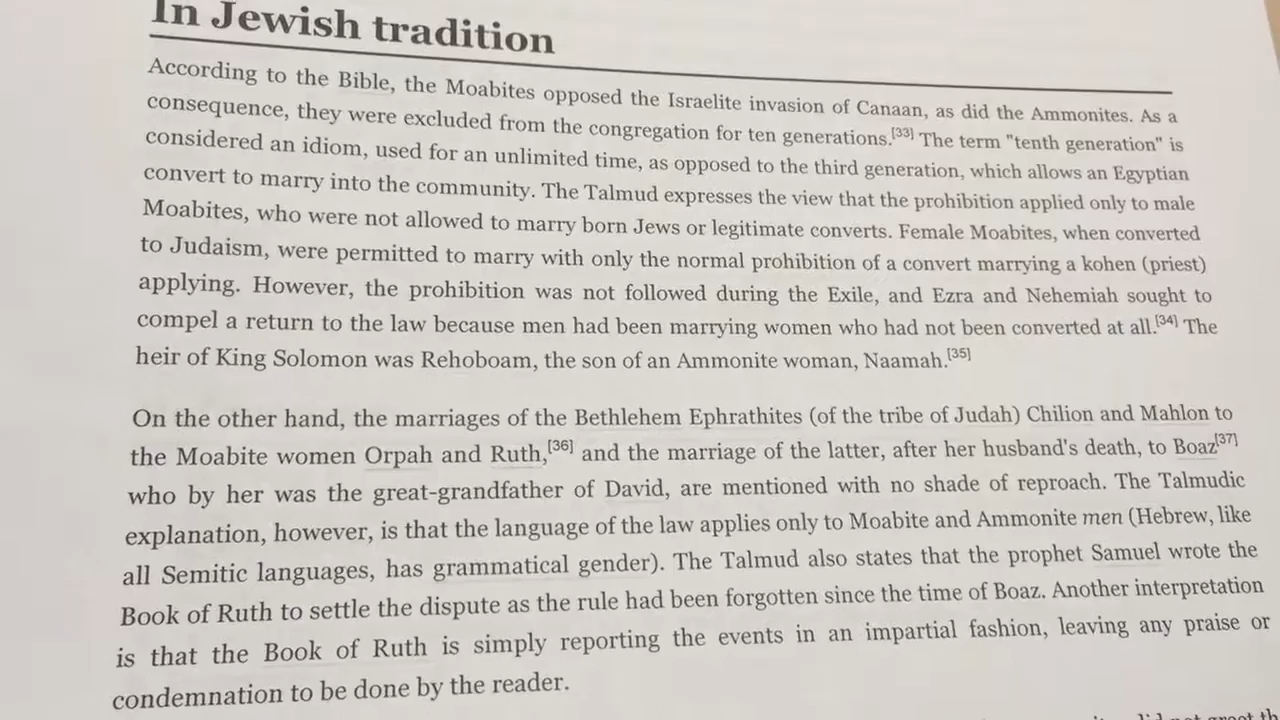 In Jewish tradition
According to the Bible, the Moabites opposed the Israelite invasion of Canaan, as did the Ammonites. As a
consequence, they were excluded from the congregation for ten generations.[33] The term "tenth generation" is
considered an idiom, used for an unlimited time, as opposed to the third generation, which allows an Egyptian
convert to marry into the community. The Talmud expresses the view that the prohibition applied only to male
Moabites, who were not allowed to marry born Jews or legitimate converts. Female Moabites, when converted
to Judaism, were permitted to marry with only the normal prohibition of a convert marrying a kohen (priest)
applying. However, the prohibition was not followed during the Exile, and Ezra and Nehemiah sought to
compel a return to the law because men had been marrying women who had not been converted at all.[34] The
heir of King Solomon was Rehoboam, the son of an Ammonite woman, Naamah.[35]
On the other hand, the marriages of the Bethlehem Ephrathites (of the tribe of Judah) Chilion and Mahlon to
the Moabite women Orpah and Ruth,[36] and the marriage of the latter, after her husband's death, to Boaz[37]
who by her was the great-grandfather of David, are mentioned with no shade of reproach. The Talmudic
explanation, however, is that the language of the law applies only to Moabite and Ammonite men (Hebrew, like
all Semitic languages, has grammatical gender). The Talmud also states that the prophet Samuel wrote the
Book of Ruth to settle the dispute as the rule had been forgotten since the time of Boaz. Another interpretation
is that the Book of Ruth is simply reporting the events in an impartial fashion, leaving any praise or
condemnation to be done by the reader.